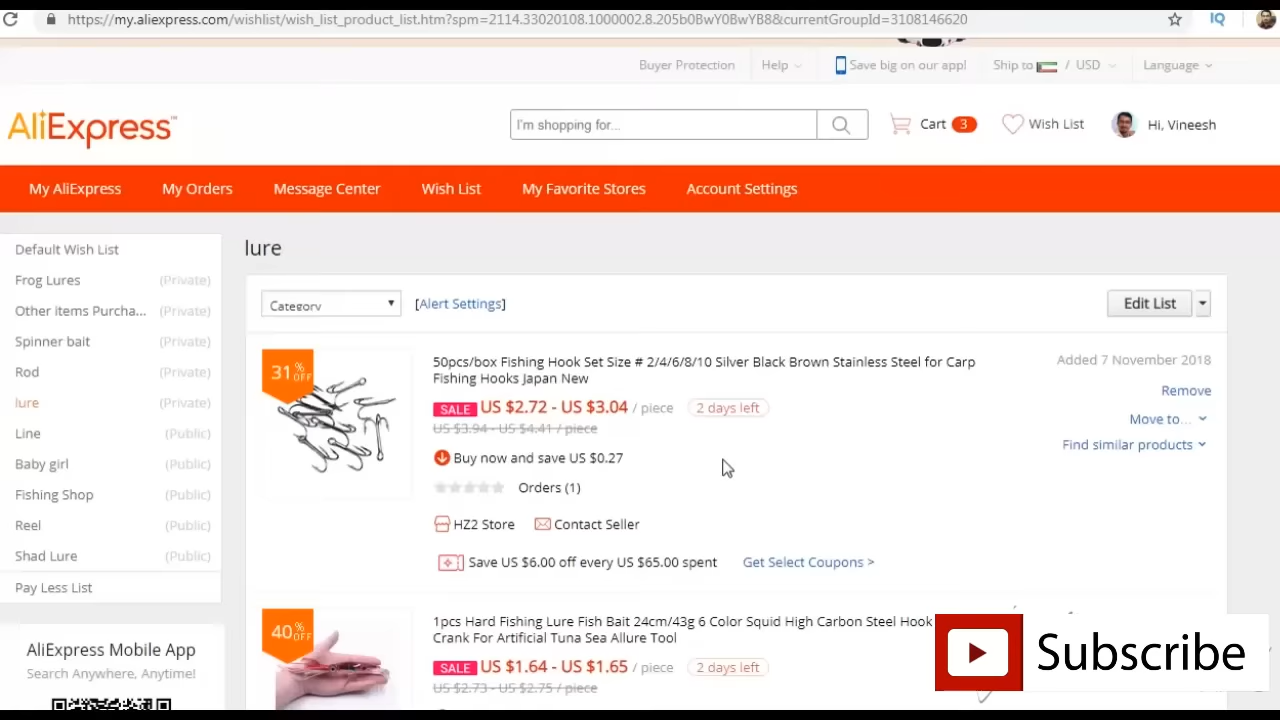 https://my.aliexpress.com/wishlist/wish_list_product_list.htm?spm=2114.33020108.1000002.8.205b0BwY0BwYB8&currentGroupId=3108146620
IQ
Buyer Protection Help Save big on our app! Ship to / USD Language
AliExpress™
I'm shopping for...
Cart 3 Wish List Hi, Vineesh
My AliExpress My Orders Message Center Wish List My Favorite Stores Account Settings
Default Wish List
Frog Lures (Private)
Other items Purcha... (Private)
Spinner bait (Private)
Rod (Private)
lure (Private)
Line (Public)
Baby girl (Public)
Fishing Shop (Public)
Reel (Public)
Shad Lure (Public)
Pay Less List
AliExpress Mobile App
Search Anywhere, Anytime!
lure
Category [Alert Settings] Edit List
31% OFF
50pcs/box Fishing Hook Set Size # 2/4/6/8/10 Silver Black Brown Stainless Steel for Carp
Fishing Hooks Japan New
SALE US $2.72 - US $3.04 / piece 2 days left
US $3.94 - US $4.41 / piece
Buy now and save US $0.27
Orders (1)
HZ2 Store Contact Seller
Save US $6.00 off every US $65.00 spent Get Select Coupons >
Added 7 November 2018
Remove
Move to...
Find similar products
40% OFF
1pcs Hard Fishing Lure Fish Bait 24cm/43g 6 Color Squid High Carbon Steel Hook
Crank For Artificial Tuna Sea Allure Tool
SALE US $1.64 - US $1.65 / piece 2 days left
US $2.73 - US $2.75 / piece
Subscribe